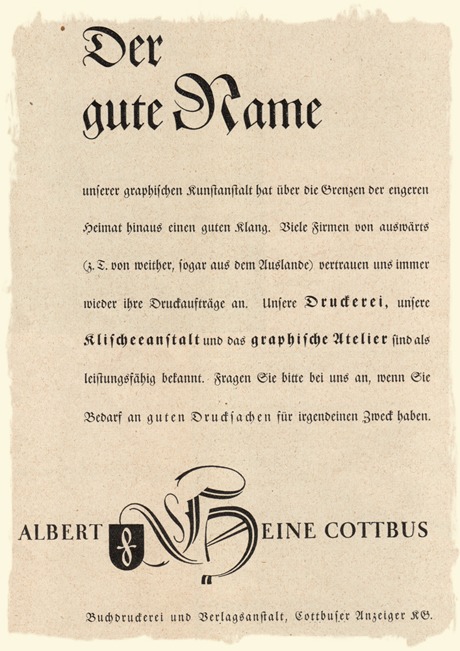 Der
gute Name
unserer graphischen Kunstanstalt hat über die Grenzen der engeren
Heimat hinaus einen guten Klang. Viele Firmen von auswärts
(z. T. von weither, sogar aus dem Auslande) vertrauen uns immer
wieder ihre Druckaufträge an. Unsere Druckerei, unsere
Klischeeanstalt und das graphische Atelier sind als
leistungsfähig bekannt. Fragen Sie bitte bei uns an, wenn Sie
Bedarf an guten Drucksachen für irgendeinen Zweck haben.
ALBERT HEINE COTTBUS
Buchdruckerei und Verlagsanstalt, Cottbuser Anzeiger KG.